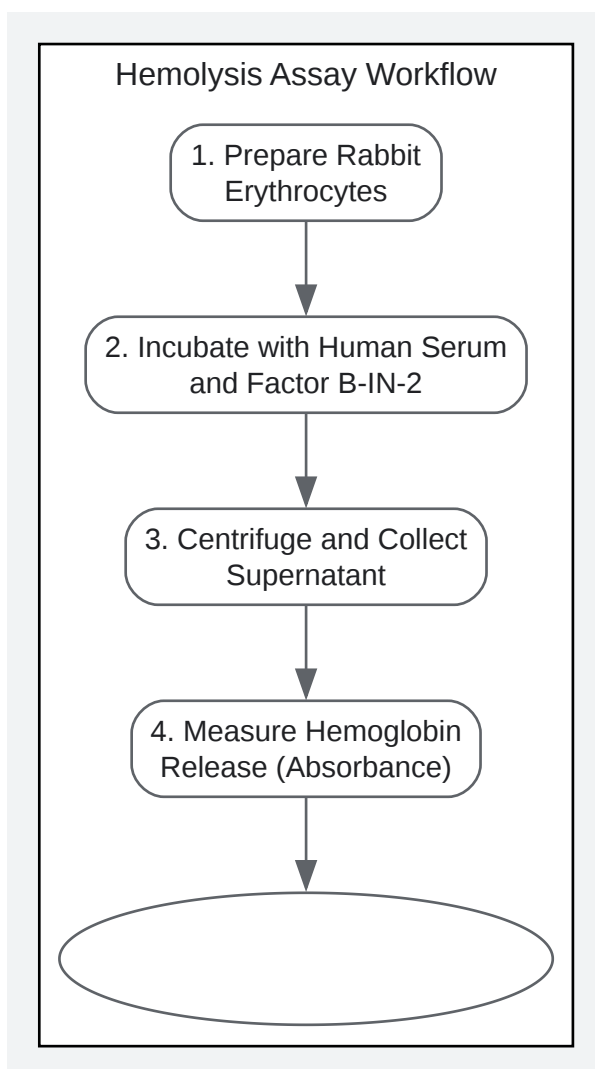 Hemolysis Assay Workflow
1. Prepare Rabbit
Erythrocytes
2. Incubate with Human Serum
and Factor B-IN-2
3. Centrifuge and Collect
Supernatant
4. Measure Hemoglobin
Release (Absorbance)